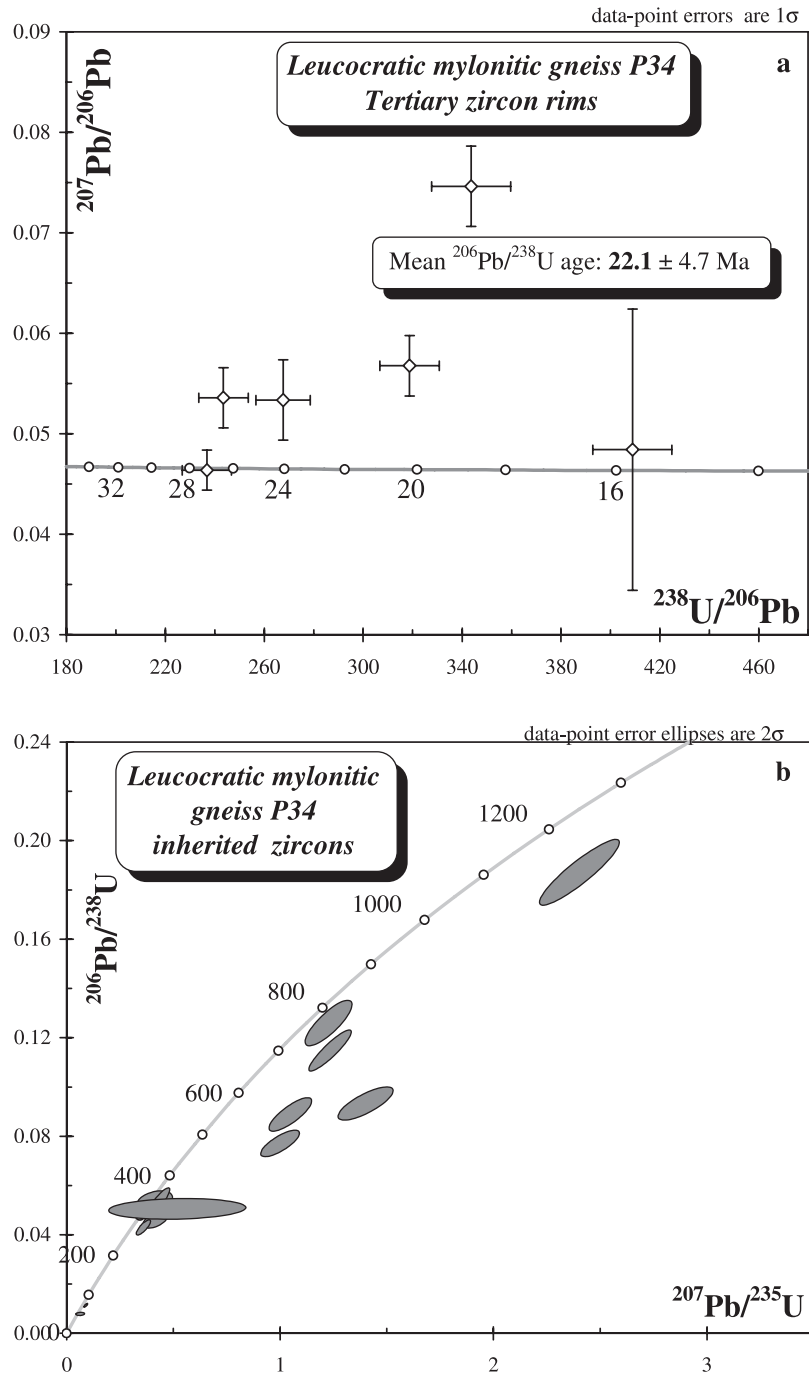 data-point errors are 1σ
a
Leucocratic mylonitic gneiss P34
Tertiary zircon rims
Mean ²⁰⁶Pb/²³⁸U age: 22.1 ± 4.7 Ma
²⁰⁷Pb/²⁰⁶Pb
0.09
0.08
0.07
0.06
0.05
0.04
0.03
32
28
24
20
16
²³⁸U/²⁰⁶Pb
180
220
260
300
340
380
420
460
data-point error ellipses are 2σ
b
Leucocratic mylonitic
gneiss P34
inherited zircons
²⁰⁶Pb/²³⁸U
0.24
0.20
0.16
0.12
0.08
0.04
0.000
1200
1000
800
600
400
200
²⁰⁷Pb/²³⁵U
0
1
2
3